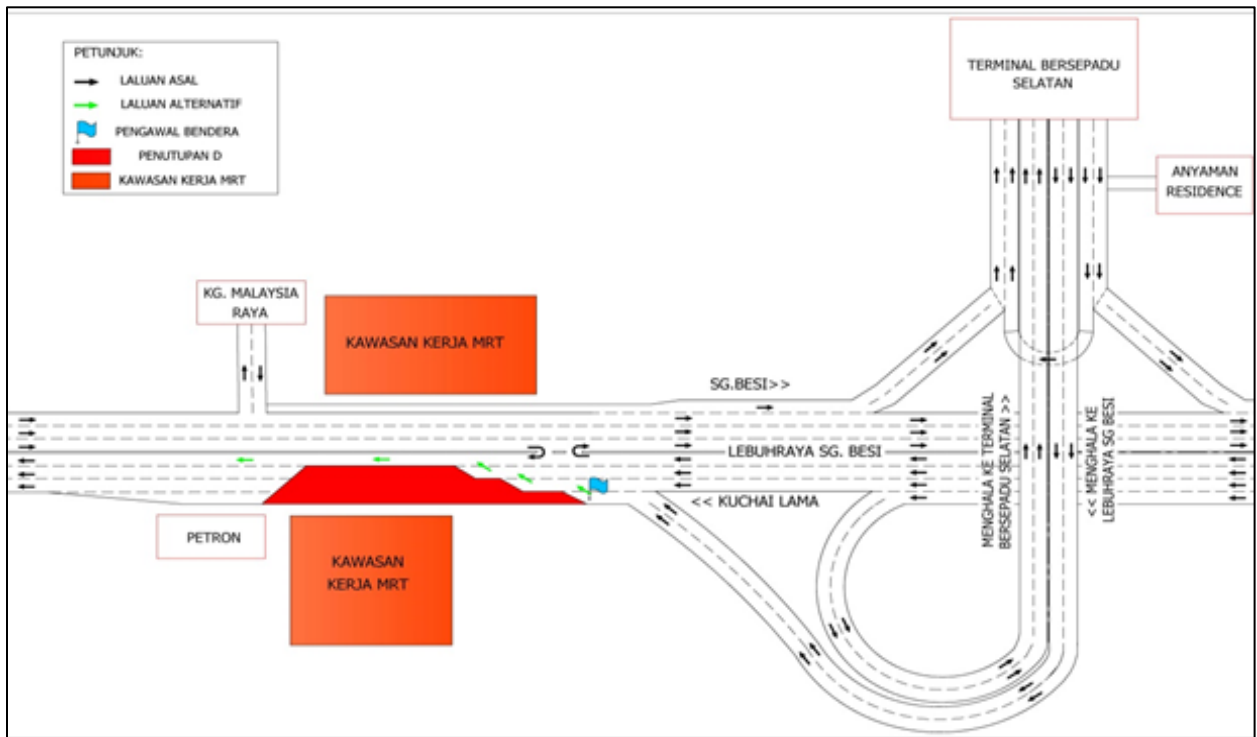 PETUNJUK:
LALUAN ASAL
LALUAN ALTERNATIF
PENGAWAL BENDERA
PENUTUPAN D
KAWASAN KERJA MRT
TERMINAL BERSEPADU
SELATAN
ANYAMAN
RESIDENCE
KG. MALAYSIA
RAYA
KAWASAN KERJA MRT
SG.BESI>>
LEBUHRAYA SG. BESI
<< KUCHAI LAMA
MENGHALA KE TERMINAL
BERSEPADU SELATAN >>
<< MENGHALA KE
LEBUHRAYA SG BESI
PETRON
KAWASAN
KERJA MRT